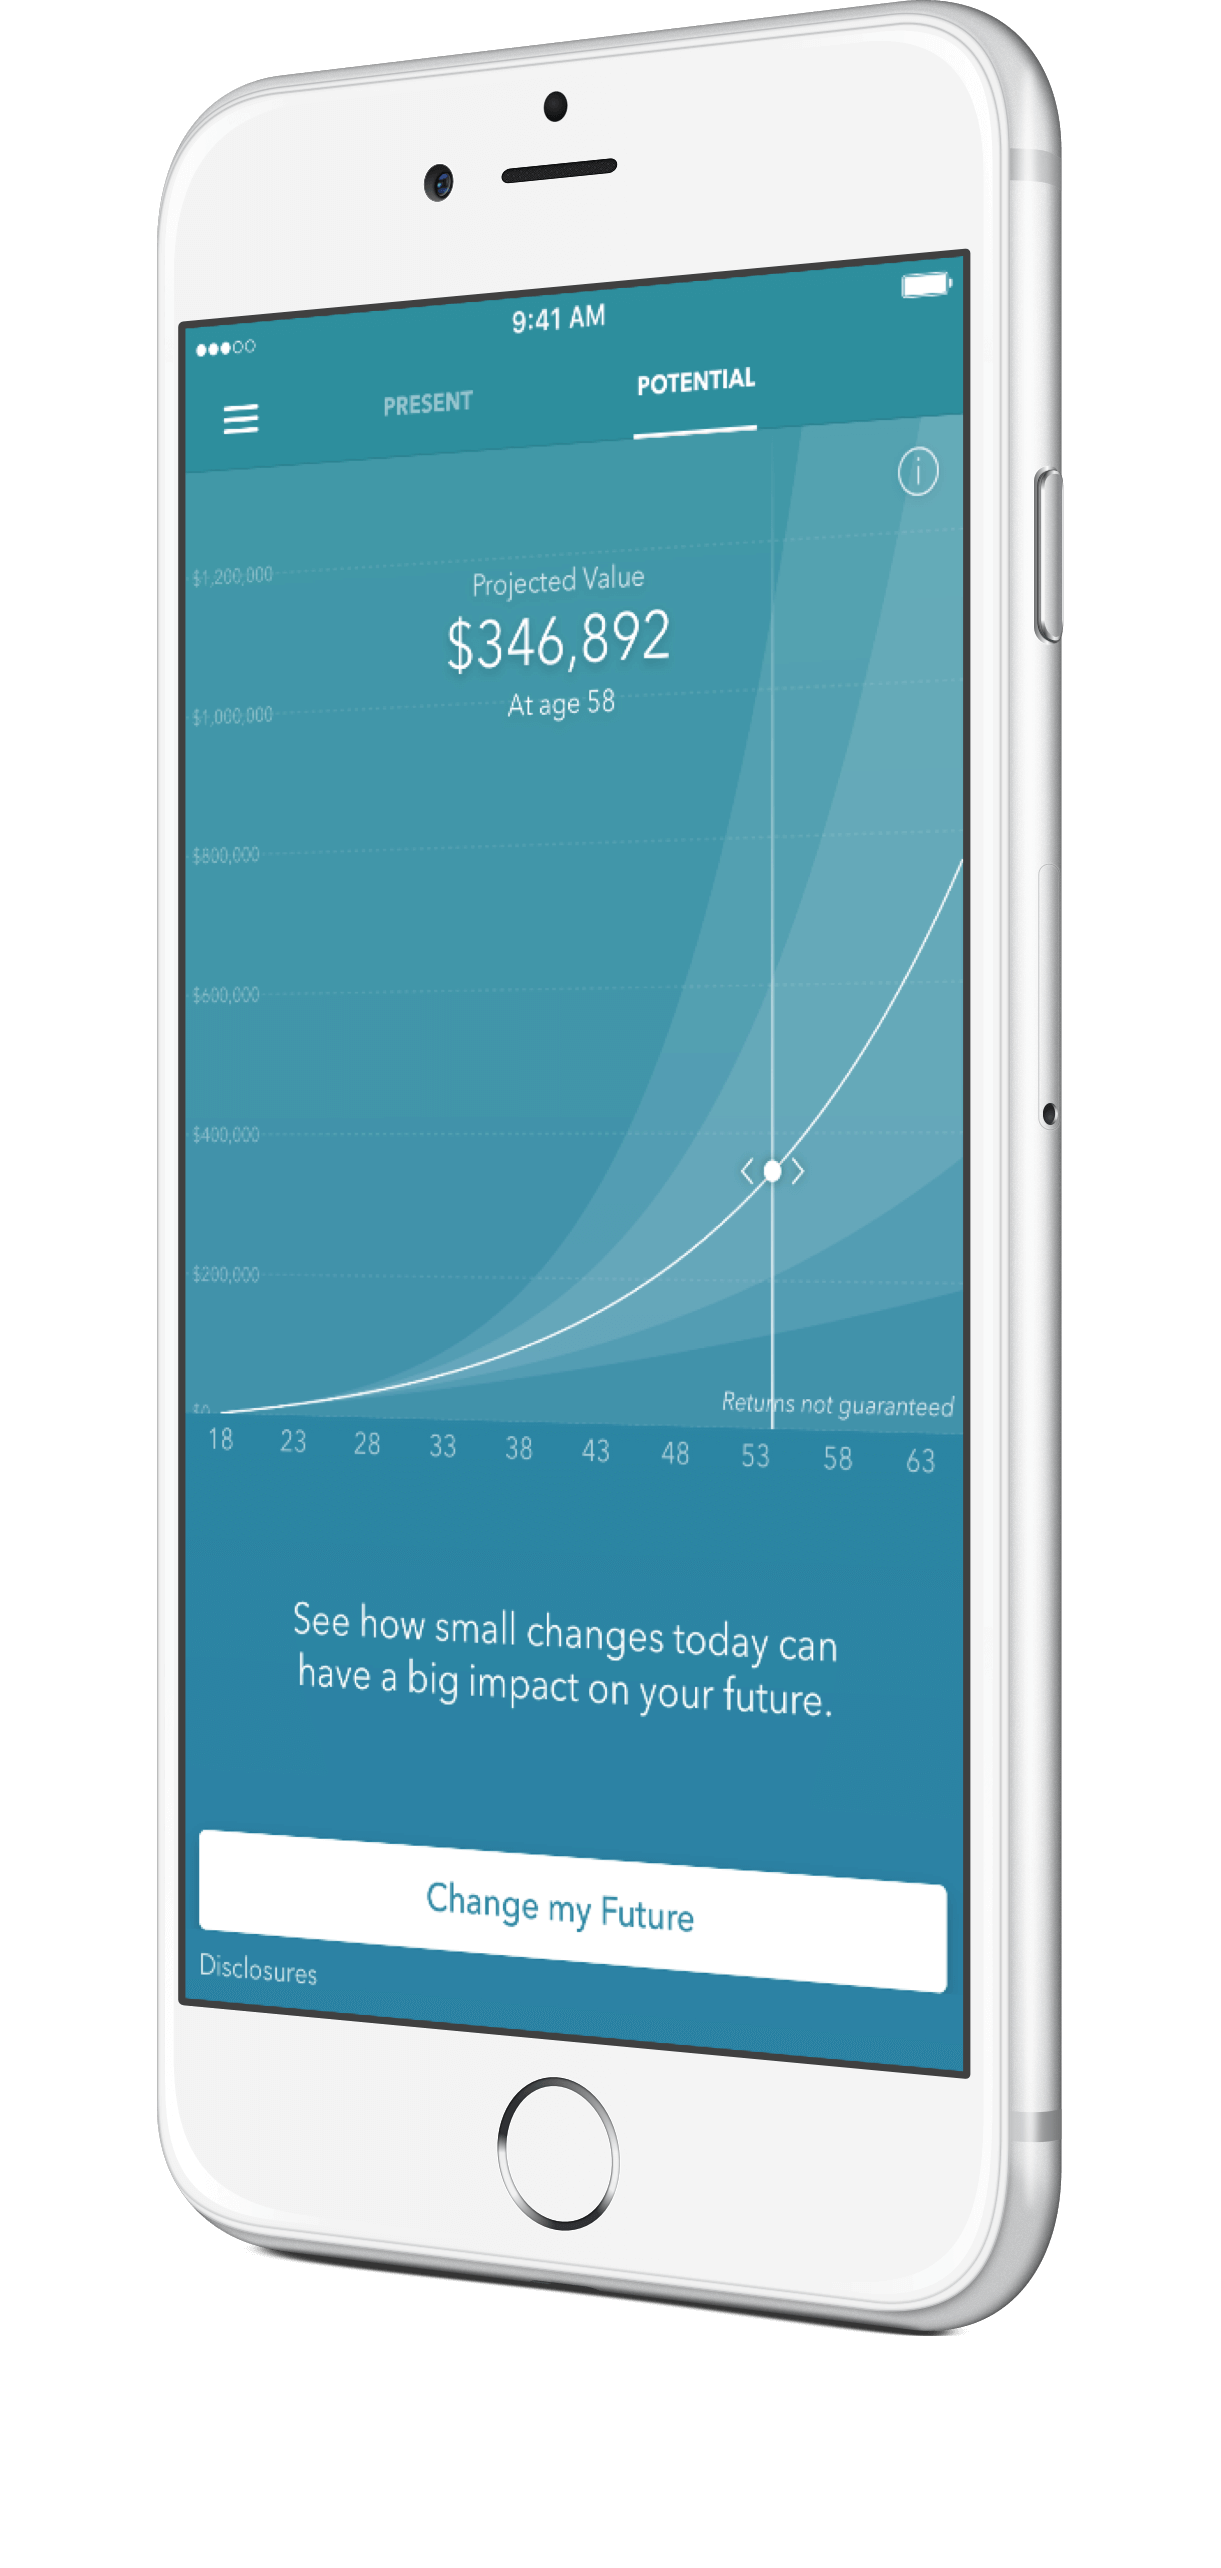 9:41 AM
PRESENT
POTENTIAL
i
$1,200,000
Projected Value
$346,892
At age 58
$1,000,000
$800,000
$600,000
$400,000
$200,000
$0
Returns not guaranteed
18 23 28 33 38 43 48 53 58 63
See how small changes today can
have a big impact on your future.
Change my Future
Disclosures